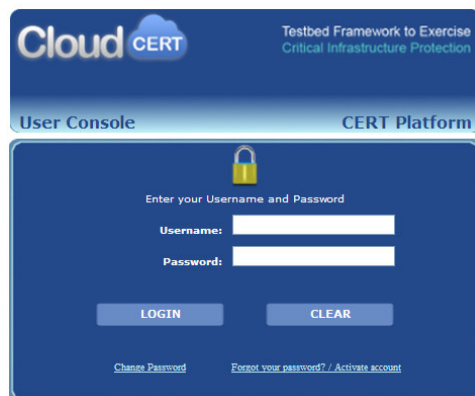 Cloud CERT
Testbed Framework to Exercise
Critical Infrastructure Protection
User Console CERT Platform
Enter your Username and Password
Username:
Password:
LOGIN CLEAR
Change Password Forgot your password? / Activate account